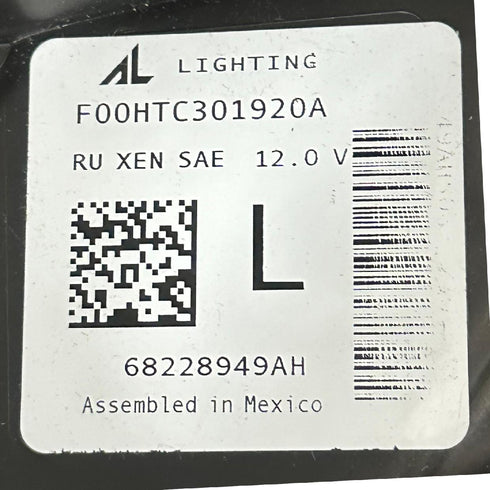 AL LIGHTING
F00HTC301920A
RU XEN SAE 12.0 V
L
68228949AH
Assembled in Mexico